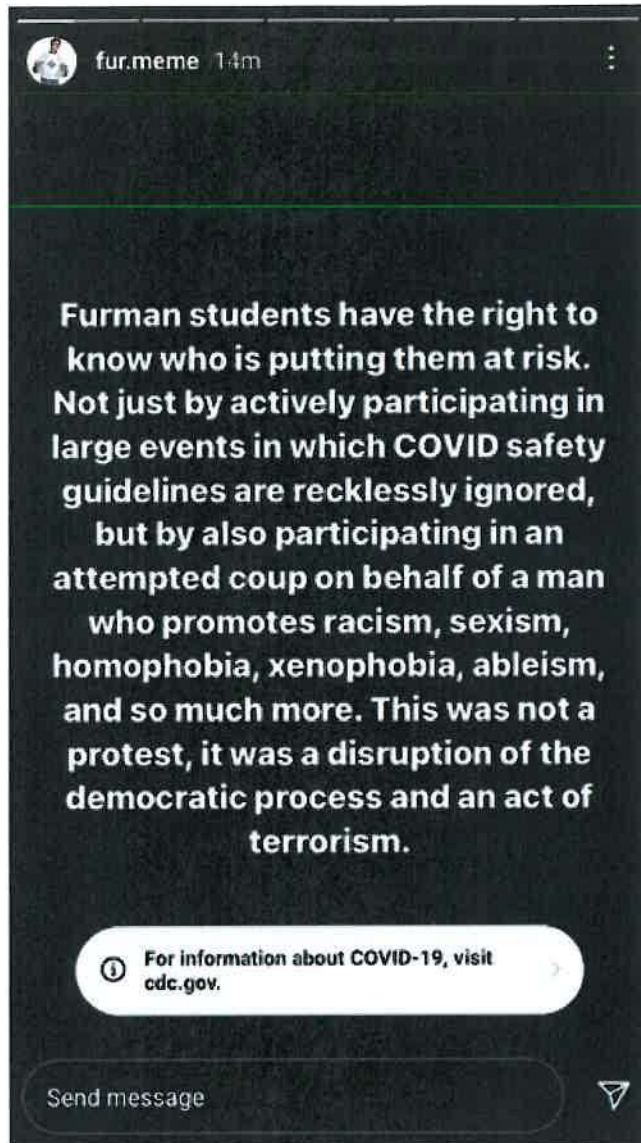 fur.meme 14m
Furman students have the right to
know who is putting them at risk.
Not just by actively participating in
large events in which COVID safety
guidelines are recklessly ignored,
but by also participating in an
attempted coup on behalf of a man
who promotes racism, sexism,
homophobia, xenophobia, ableism,
and so much more. This was not a
protest, it was a disruption of the
democratic process and an act of
terrorism.
For information about COVID-19, visit
cdc.gov.
Send message